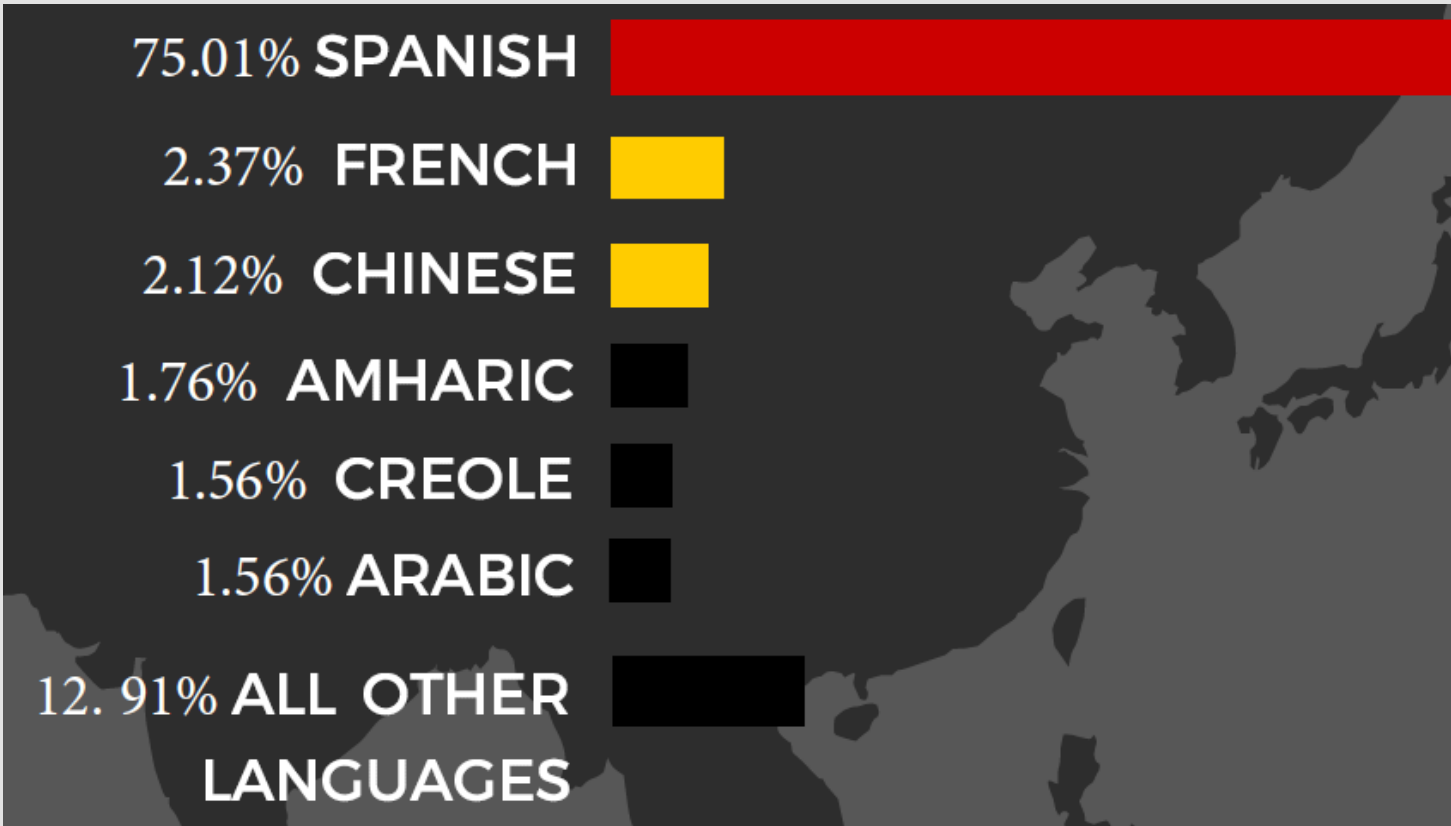 75.01% SPANISH
2.37% FRENCH
2.12% CHINESE
1.76% AMHARIC
1.56% CREOLE
1.56% ARABIC
12. 91% ALL OTHER
LANGUAGES